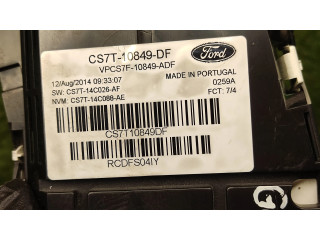 CS7T-10849-DF
VPCS7F-10849-ADF
Ford
12/Aug/2014 09:33:07
MADE IN PORTUGAL
SW: CS7T-14C026-AF
0259A
NVM: CS7T-14C088-AE
FCT: 7/4
CS7T10849DF
RCDFS04IY